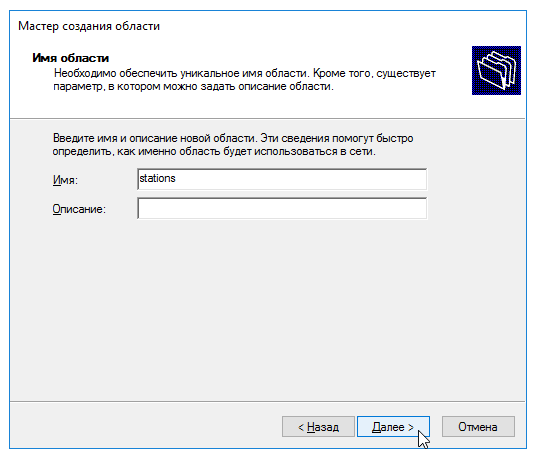 Мастер создания области
Имя области
Необходимо обеспечить уникальное имя области. Кроме того, существует
параметр, в котором можно задать описание области.
Введите имя и описание новой области. Эти сведения помогут быстро
определить, как именно область будет использоваться в сети.
Имя: stations
Описание:
< Назад Далее > Отмена